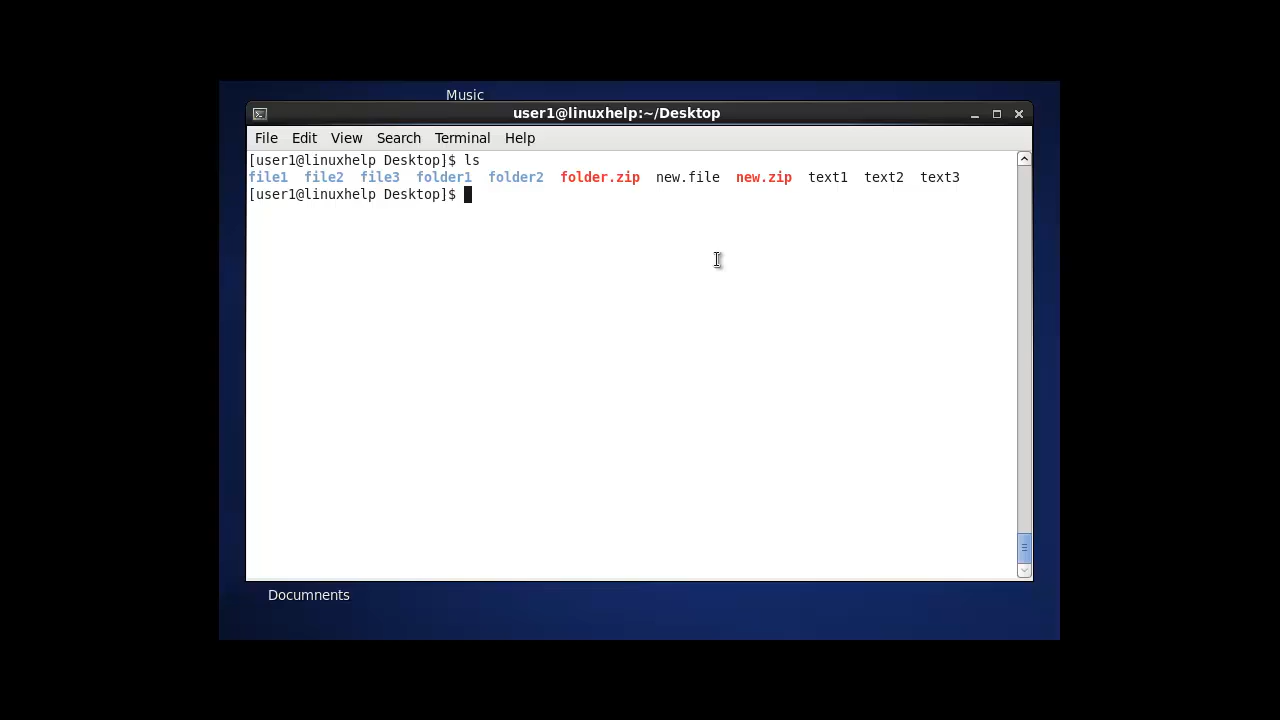 Music
user1@linuxhelp:~/Desktop
File Edit View Search Terminal Help
[user1@linuxhelp Desktop]$ ls
file1  file2  file3  folder1  folder2  folder.zip  new.file  new.zip  text1  text2  text3
[user1@linuxhelp Desktop]$
Documnents